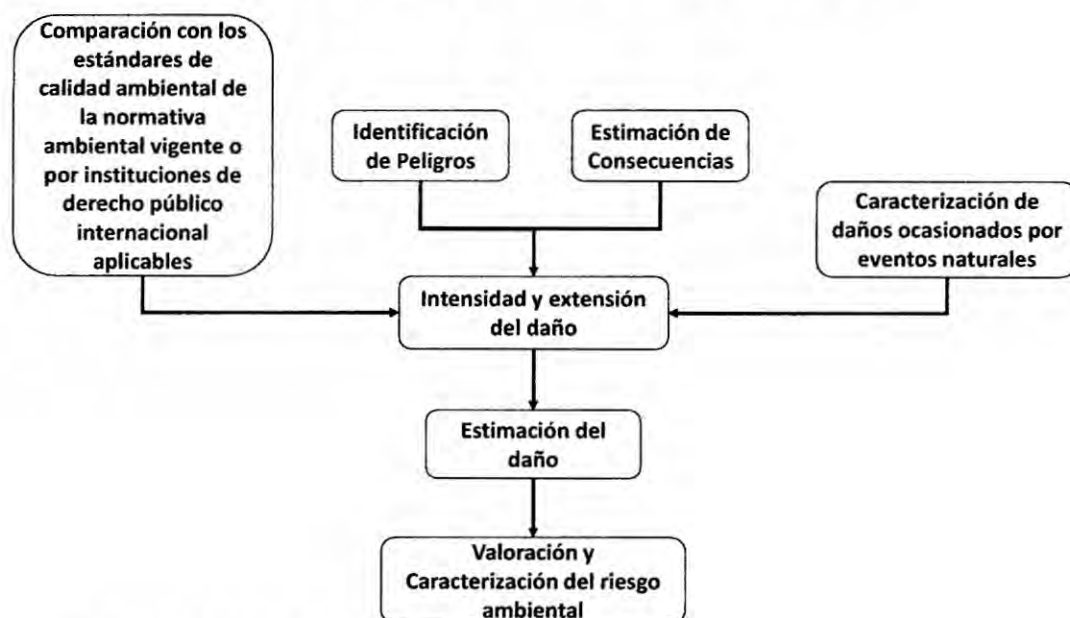 Comparación con los
estándares de
calidad ambiental de
la normativa
ambiental vigente o
por instituciones de
derecho público
internacional
aplicables
Identificación
de Peligros
Estimación de
Consecuencias
Caracterización de
daños ocasionados por
eventos naturales
Intensidad y extensión
del daño
Estimación del
daño
Valoración y
Caracterización del riesgo
ambiental